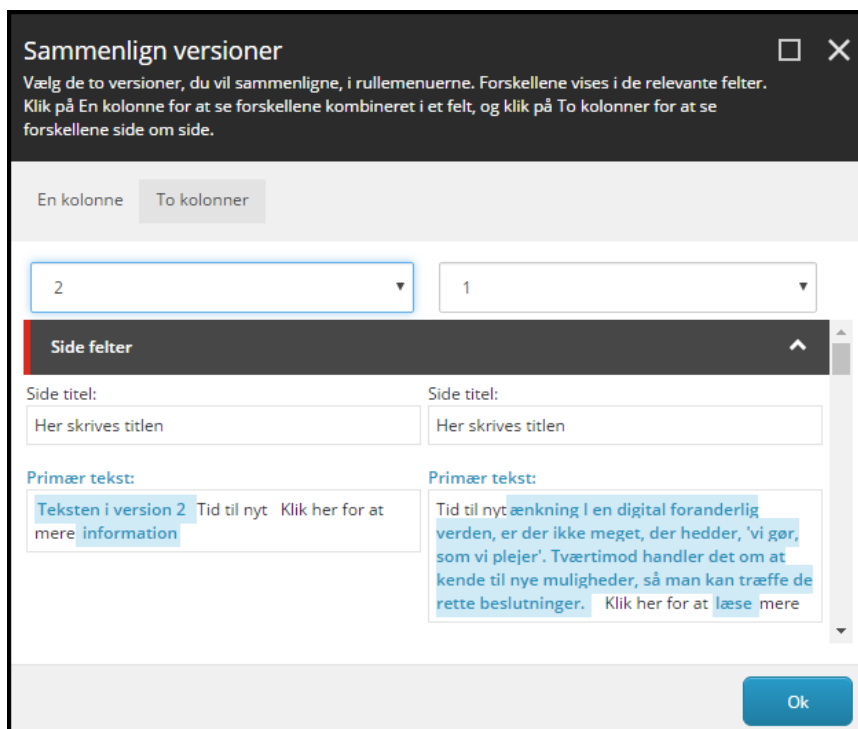 Sammenlign versioner
Vælg de to versioner, du vil sammenligne, i rullemenuerne. Forskellene vises i de relevante felter.
Klik på En kolonne for at se forskellene kombineret i et felt, og klik på To kolonner for at se
forskellene side om side.
En kolonne To kolonner
2 1
Side felter
Side titel: Side titel:
Her skrives titlen Her skrives titlen
Primær tekst:
Teksten i version 2 Tid til nyt Klik her for at
mere information
Primær tekst:
Tid til nyt ænkning I en digital foranderlig
verden, er der ikke meget, der hedder, 'vi gør,
som vi plejer'. Tværtimod handler det om at
kende til nye muligheder, så man kan træffe de
rette beslutninger. Klik her for at læse mere
Ok